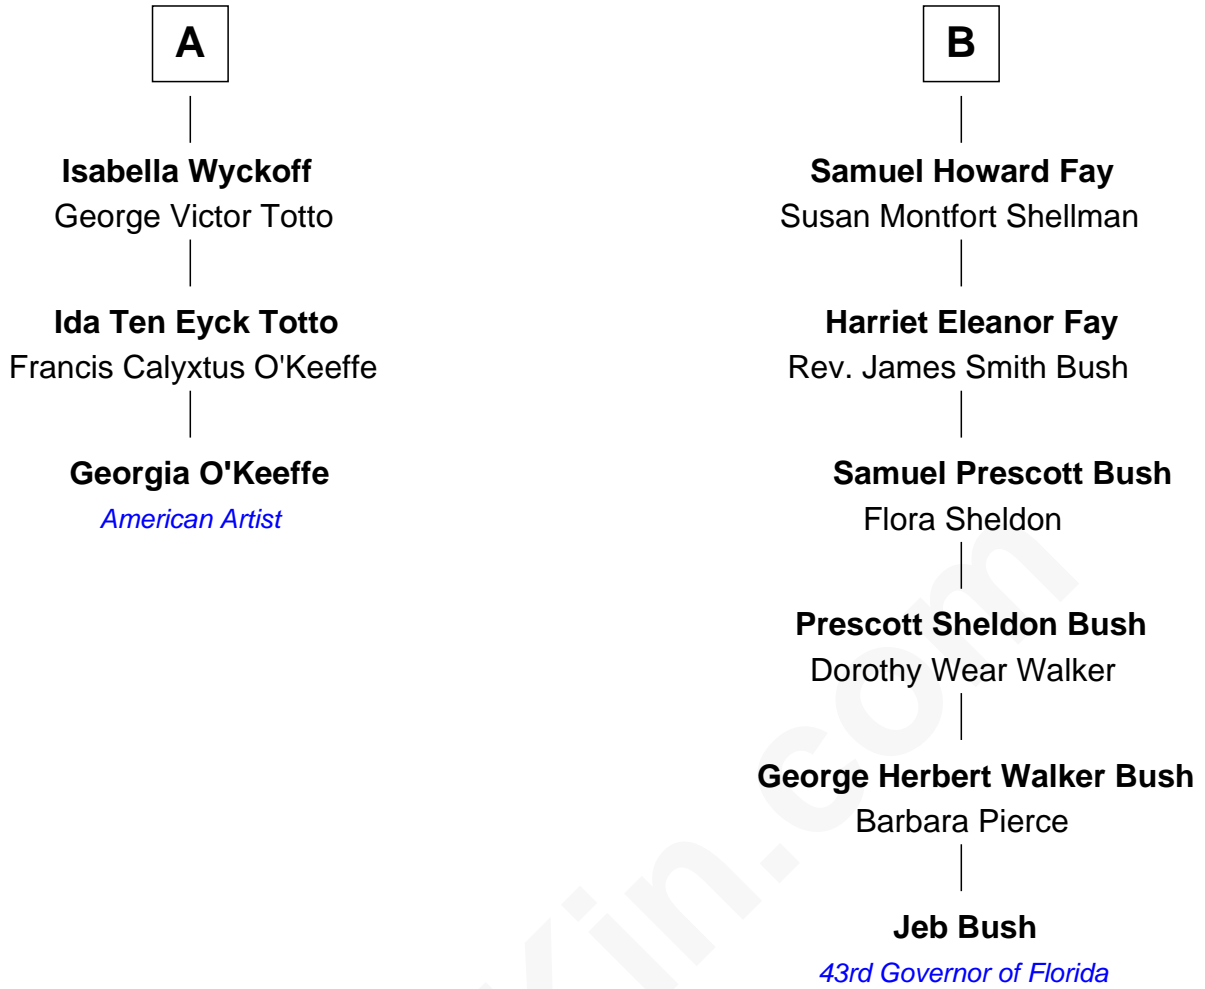 A
Isabella Wyckoff
George Victor Totto
Ida Ten Eyck Totto
Francis Calyxtus O'Keeffe
Georgia O'Keeffe
American Artist
B
Samuel Howard Fay
Susan Montfort Shellman
Harriet Eleanor Fay
Rev. James Smith Bush
Samuel Prescott Bush
Flora Sheldon
Prescott Sheldon Bush
Dorothy Wear Walker
George Herbert Walker Bush
Barbara Pierce
Jeb Bush
43rd Governor of Florida